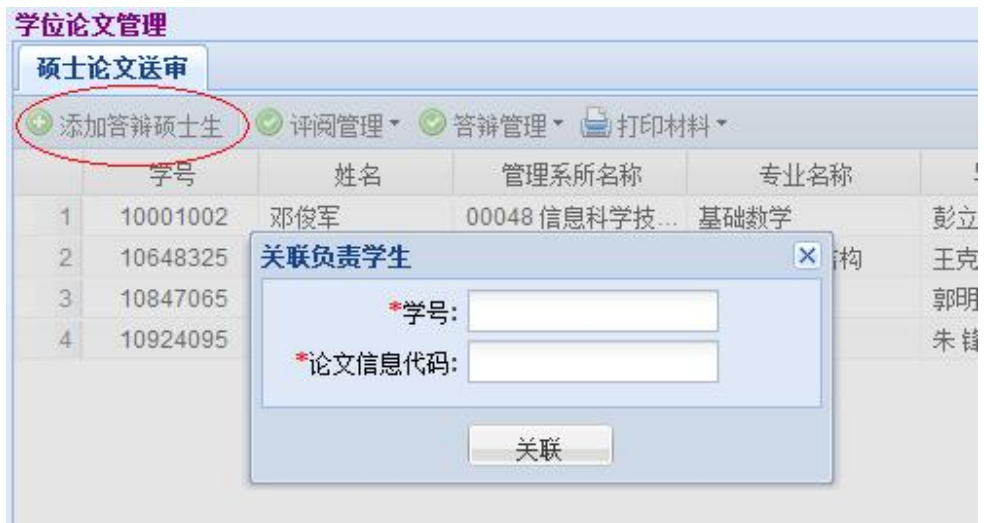 学位论文管理
硕士论文送审
添加答辩硕士生 评阅管理 答辩管理 打印材料
学号 姓名 管理系所名称 专业名称
1 10001002 邓俊军 00048 信息科学技... 基础数学 彭立
2 10648325 结构 王克
3 10847065 郭明
4 10924095 朱锋
关联负责学生
*学号:
*论文信息代码:
关联